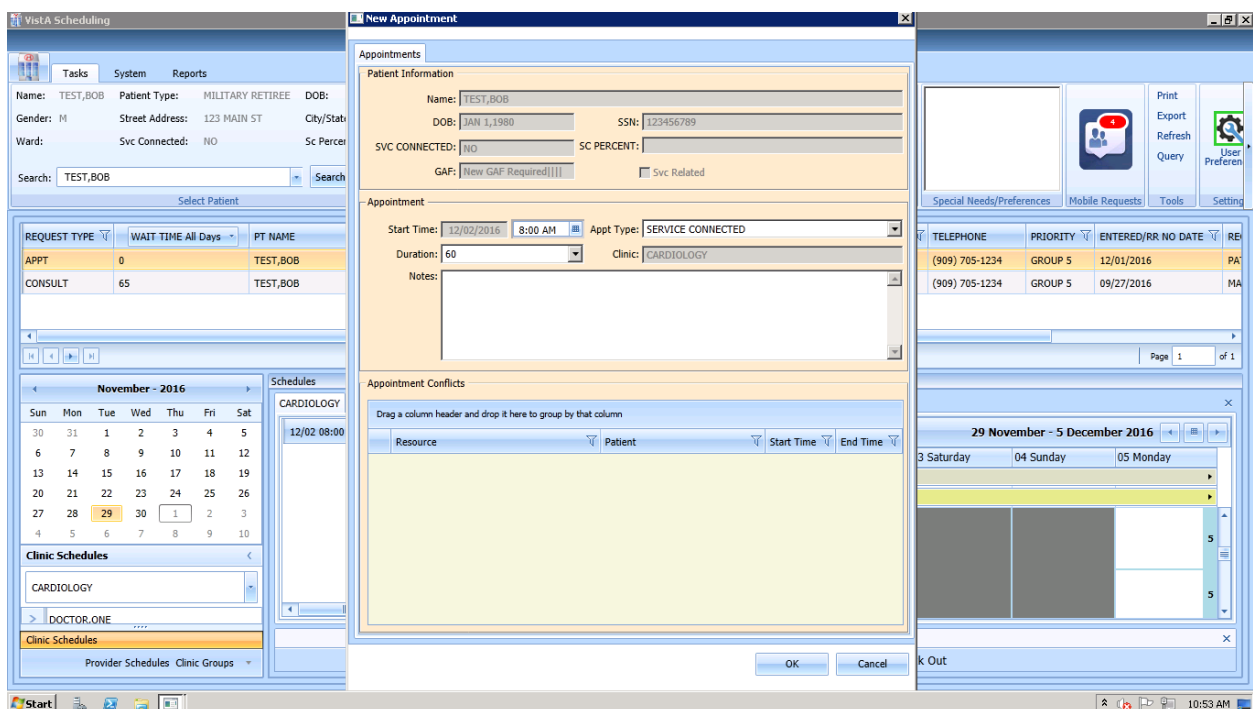 VistA Scheduling
New Appointment
Tasks System Reports
Name: TEST,BOB Patient Type: MILITARY RETIREE DOB:
Gender: M Street Address: 123 MAIN ST City/State
Ward: Svc Connected: NO Sc Percen
Search: TEST,BOB Search
Select Patient
Appointments
Patient Information
Name: TEST,BOB
DOB: JAN 1,1980 SSN: 123456789
SVC CONNECTED: NO SC PERCENT:
GAF: New GAF Required|||| Svc Related
Appointment
Start Time: 12/02/2016 8:00 AM Appt Type: SERVICE CONNECTED
Duration: 60 Clinic: CARDIOLOGY
Notes:
Appointment Conflicts
Drag a column header and drop it here to group by that column
Resource Patient Start Time End Time
OK Cancel
4
Print
Export
Refresh
Query
User
Preferen
Special Needs/Preferences Mobile Requests Tools Setting
REQUEST TYPE WAIT TIME All Days PT NAME TELEPHONE PRIORITY ENTERED/RR NO DATE RE
APPT 0 TEST,BOB (909) 705-1234 GROUP 5 12/01/2016 PA
CONSULT 65 TEST,BOB (909) 705-1234 GROUP 5 09/27/2016 MA
Page 1 of 1
November - 2016
Sun Mon Tue Wed Thu Fri Sat
30 31 1 2 3 4 5
6 7 8 9 10 11 12
13 14 15 16 17 18 19
20 21 22 23 24 25 26
27 28 29 30 1 2 3
4 5 6 7 8 9 10
Clinic Schedules
CARDIOLOGY
DOCTOR.ONE
Clinic Schedules
Provider Schedules Clinic Groups
Schedules
CARDIOLOGY
12/02 08:00
29 November - 5 December 2016
3 Saturday 04 Sunday 05 Monday
5
5
k Out
Start 10:53 AM